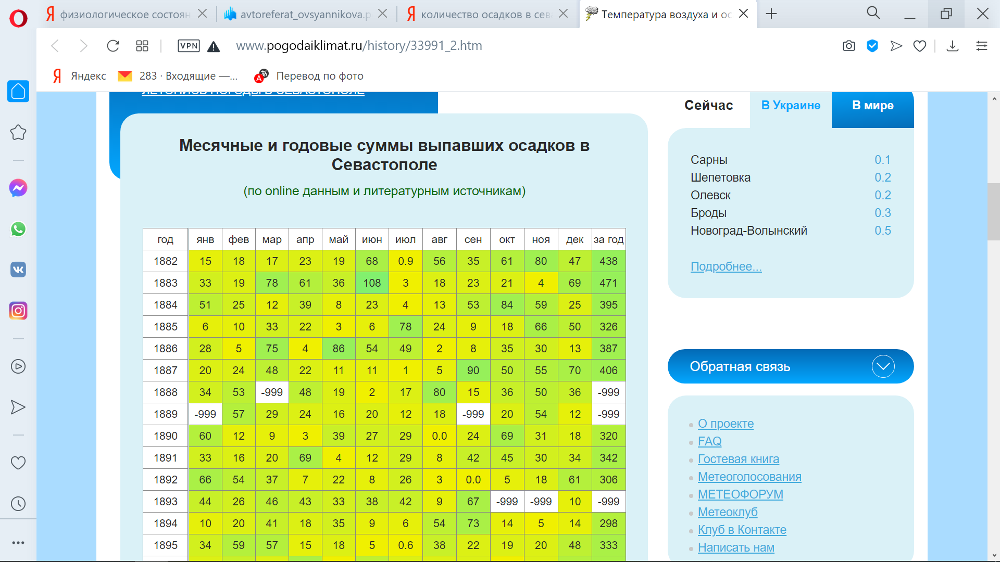 физиологическое состоян
avtoreferat_ovsyannikova.p
количество осадков в сев
Температура воздуха и ос
VPN
www.pogodaiklimat.ru/history/33991_2.htm
Яндекс
283 · Входящие —...
Перевод по фото
ЛЕТОПИСЬ ПОГОДЫ В СЕВАСТОПОЛЕ
Месячные и годовые суммы выпавших осадков в
Севастополе
(по online данным и литературным источникам)
год янв фев мар апр май июн июл авг сен окт ноя дек за год
1882 15 18 17 23 19 68 0.9 56 35 61 80 47 438
1883 33 19 78 61 36 108 3 18 23 21 4 69 471
1884 51 25 12 39 8 23 4 13 53 84 59 25 395
1885 6 10 33 22 3 6 78 24 9 18 66 50 326
1886 28 5 75 4 86 54 49 2 8 35 30 13 387
1887 20 24 48 22 11 11 1 5 90 50 55 70 406
1888 34 53 -999 48 19 2 17 80 15 36 50 36 -999
1889 -999 57 29 24 16 20 12 18 -999 20 54 12 -999
1890 60 12 9 3 39 27 29 0.0 24 69 31 18 320
1891 33 16 20 69 4 12 29 8 42 45 30 34 342
1892 66 54 37 7 22 8 26 3 0.0 5 18 61 306
1893 44 26 46 43 33 38 42 9 67 -999 -999 10 -999
1894 10 20 41 18 35 9 6 54 73 14 5 14 298
1895 34 59 57 15 18 5 0.6 38 22 19 20 48 333
Сейчас
В Украине
В мире
Сарны 0.1
Шепетовка 0.2
Олевск 0.2
Броды 0.3
Новоград-Волынский 0.5
Подробнее...
Обратная связь
О проекте
FAQ
Гостевая книга
Метеоголосования
МЕТЕОФОРУМ
Метеоклуб
Клуб в Контакте
Написать нам